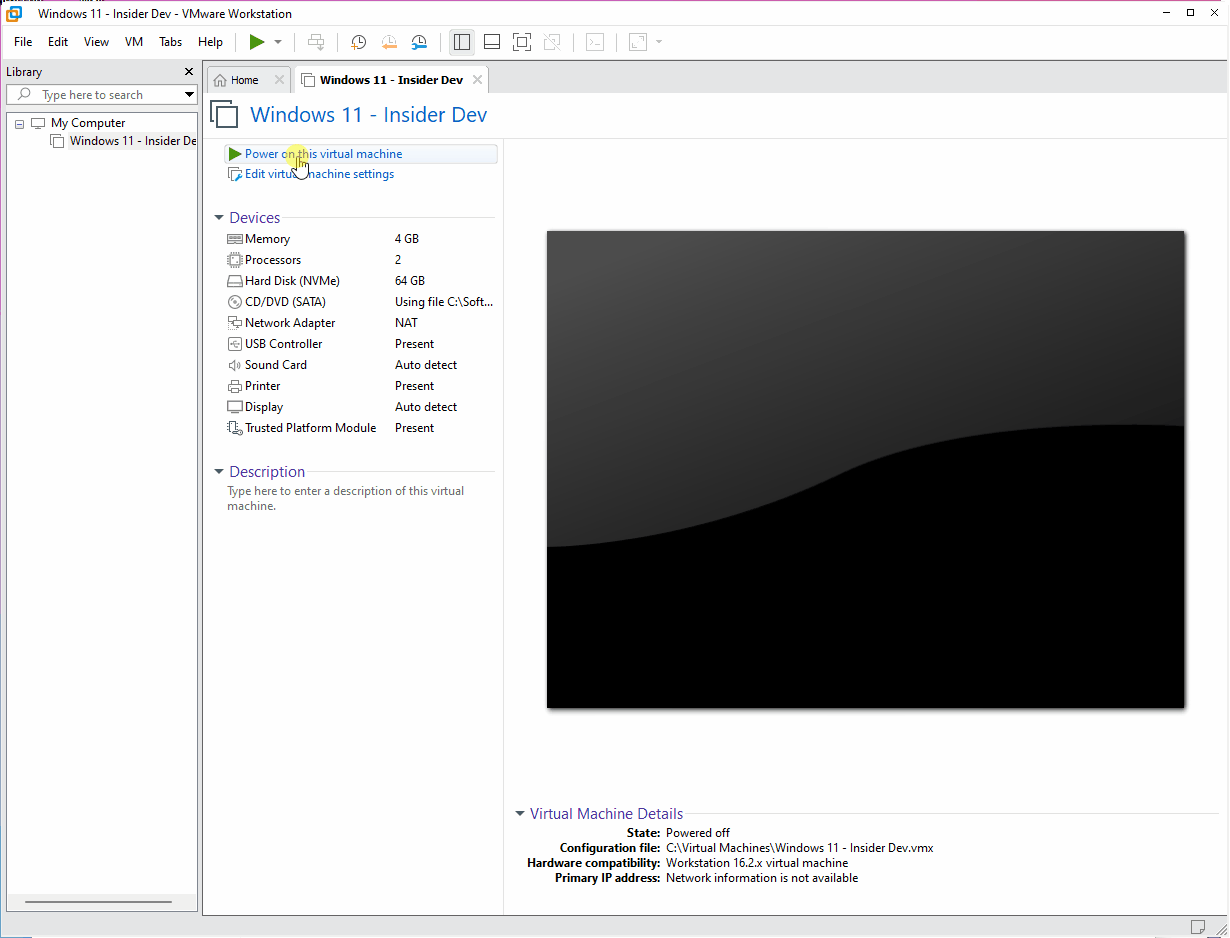 Windows 11 - Insider Dev - VMware Workstation
File Edit View VM Tabs Help
Library
Type here to search
My Computer
Windows 11 - Insider De
Home
Windows 11 - Insider Dev
Windows 11 - Insider Dev
Power on this virtual machine
Edit virtual machine settings
Devices
Memory 4 GB
Processors 2
Hard Disk (NVMe) 64 GB
CD/DVD (SATA) Using file C:\Soft...
Network Adapter NAT
USB Controller Present
Sound Card Auto detect
Printer Present
Display Auto detect
Trusted Platform Module Present
Description
Type here to enter a description of this virtual
machine.
Virtual Machine Details
State: Powered off
Configuration file: C:\Virtual Machines\Windows 11 - Insider Dev.vmx
Hardware compatibility: Workstation 16.2.x virtual machine
Primary IP address: Network information is not available